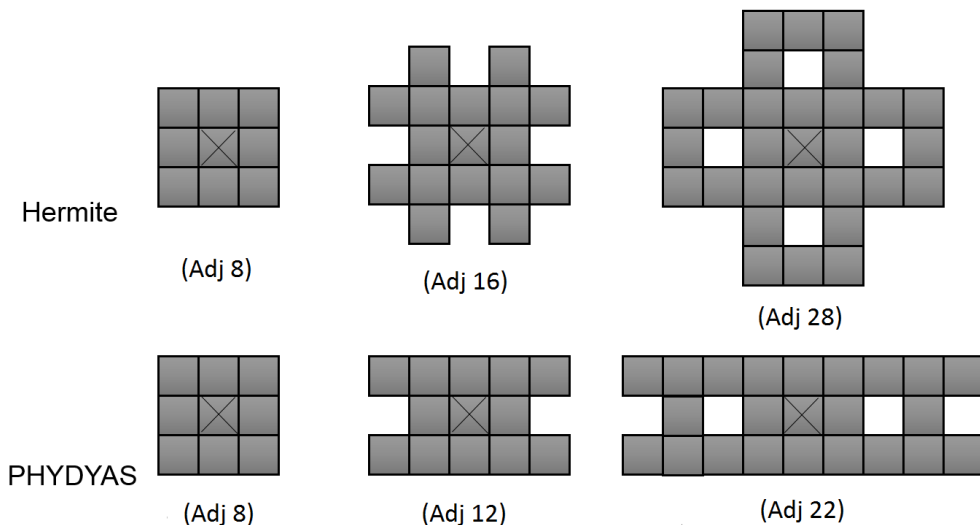 Hermite
(Adj 8)
(Adj 16)
(Adj 28)
PHYDYAS
(Adj 8)
(Adj 12)
(Adj 22)